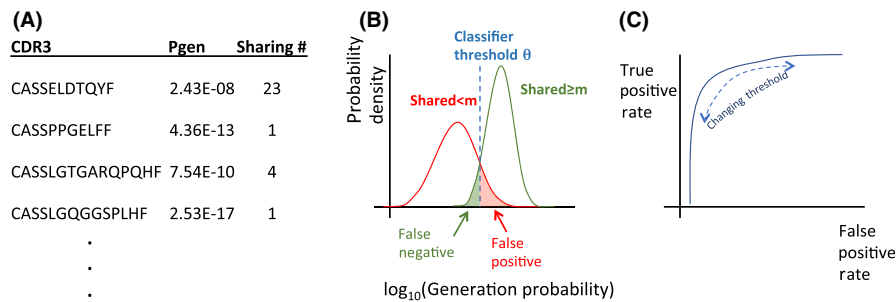 (A)
CDR3 Pgen Sharing #
CASSELDTQYF 2.43E-08 23
CASSPPGELFF 4.36E-13 1
CASSLGTGARQPQHF 7.54E-10 4
CASSLGQGGSPLHF 2.53E-17 1
(B)
Classifier
threshold θ
Probability
density
Shared<m
Shared≥m
False
negative
False
positive
log10(Generation probability)
(C)
True
positive
rate
Changing threshold
False
positive
rate